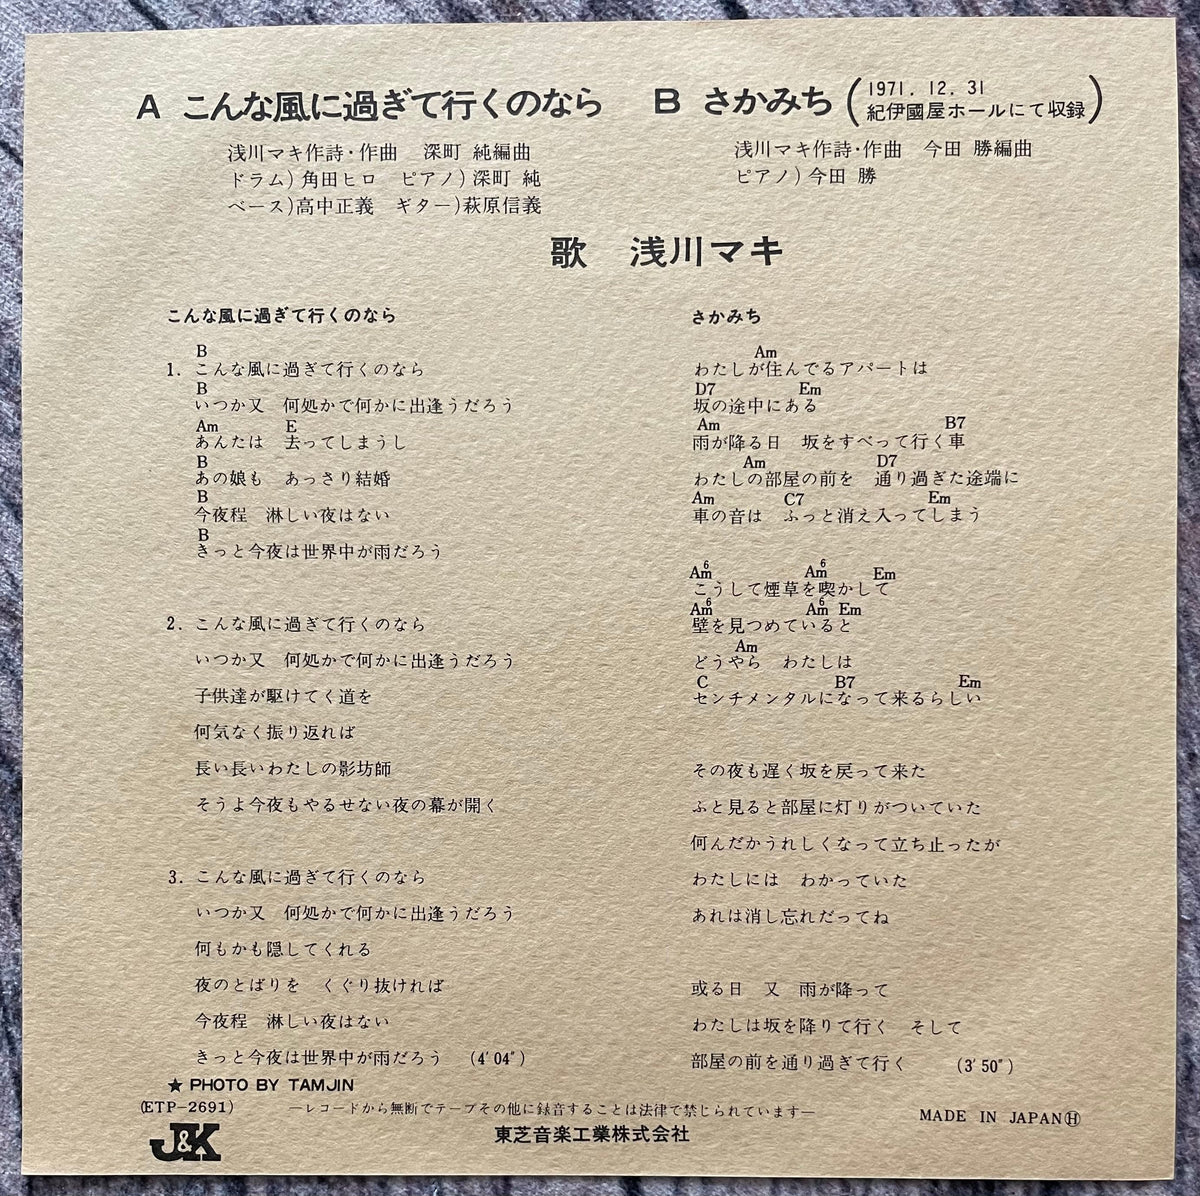 A こんな風に過ぎて行くのなら
浅川マキ作詩・作曲 深町 純編曲
ドラム)角田ヒロ ピアノ)深町 純
ベース)高中正義 ギター)萩原信義
B さかみち(1971. 12. 31 紀伊國屋ホールにて収録)
浅川マキ作詩・作曲 今田 勝編曲
ピアノ)今田 勝
歌 浅川マキ
こんな風に過ぎて行くのなら
B
1. こんな風に過ぎて行くのなら
B
いつか又 何処かで何かに出逢うだろう
Am E
あんたは 去ってしまうし
B
あの娘も あっさり結婚
B
今夜程 淋しい夜はない
B
きっと今夜は世界中が雨だろう
2. こんな風に過ぎて行くのなら
いつか又 何処かで何かに出逢うだろう
子供達が駆けてく道を
何気なく振り返れば
長い長いわたしの影坊師
そうよ今夜もやるせない夜の幕が開く
3. こんな風に過ぎて行くのなら
いつか又 何処かで何かに出逢うだろう
何もかも隠してくれる
夜のとばりを くぐり抜ければ
今夜程 淋しい夜はない
きっと今夜は世界中が雨だろう (4′04″)
さかみち
Am
わたしが住んでるアパートは
D7 Em
坂の途中にある
Am B7
雨が降る日 坂をすべって行く車
Am D7
わたしの部屋の前を 通り過ぎた途端に
Am C7 Em
車の音は ふっと消え入ってしまう
Am6 Am6 Em
こうして煙草を喫かして
Am6 Am6 Em
壁を見つめていると
Am
どうやら わたしは
C B7 Em
センチメンタルになって来るらしい
その夜も遅く坂を戻って来た
ふと見ると部屋に灯りがついていた
何んだかうれしくなって立ち止ったが
わたしには わかっていた
あれは消し忘れだってね
或る日 又 雨が降って
わたしは坂を降りて行く そして
部屋の前を通り過ぎて行く (3′50″)
★ PHOTO BY TAMJIN
(ETP-2691) —レコードから無断でテープその他に録音することは法律で禁じられています—
MADE IN JAPAN Ⓗ
J&K
東芝音楽工業株式会社